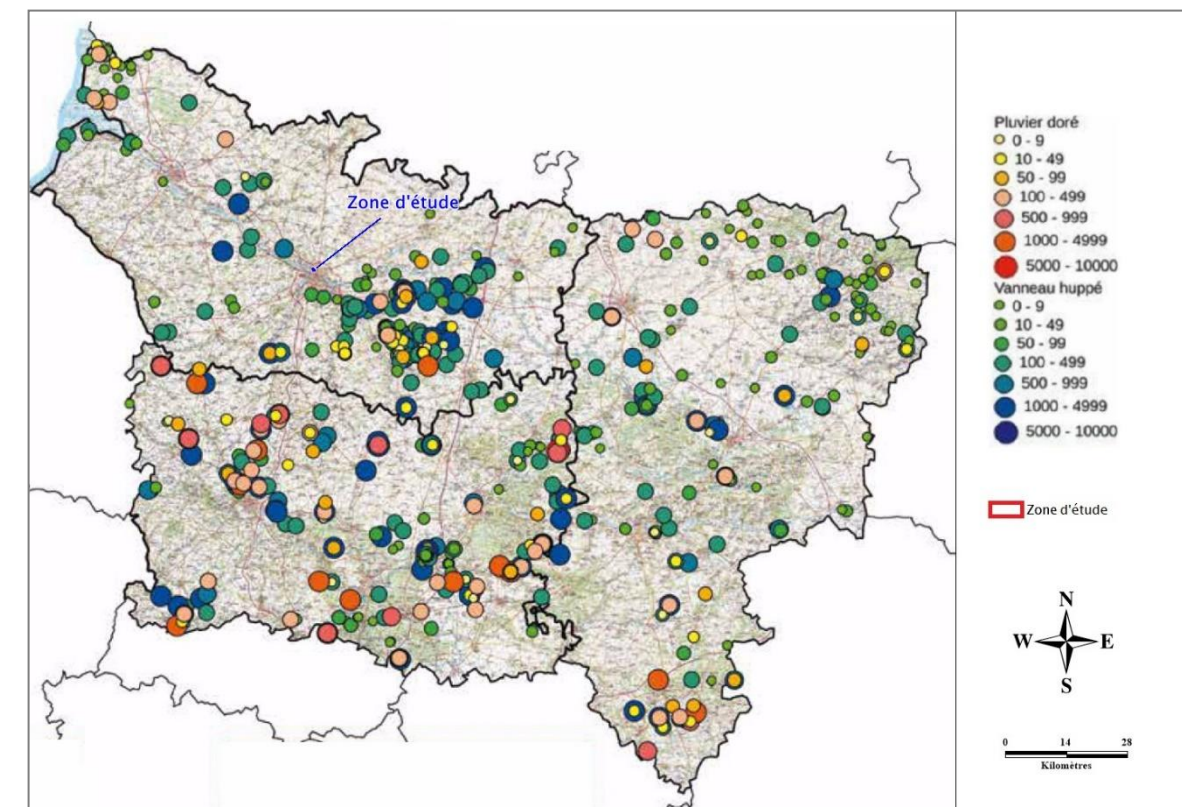 Zone d'étude
Pluvier doré
0 - 9
10 - 49
50 - 99
100 - 499
500 - 999
1000 - 4999
5000 - 10000
Vanneau huppé
0 - 9
10 - 49
50 - 99
100 - 499
500 - 999
1000 - 4999
5000 - 10000
Zone d'étude
N
W E
S
0 14 28
Kilomètres